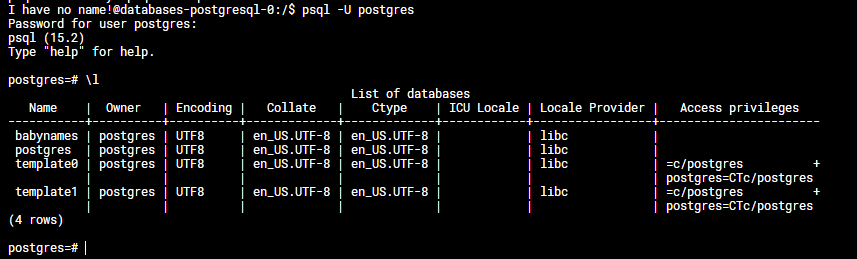 I have no name!@databases-postgresql-0:/$ psql -U postgres
Password for user postgres:
psql (15.2)
Type "help" for help.

postgres=# \l
                                                List of databases
   Name    |  Owner   | Encoding |   Collate   |    Ctype    | ICU Locale | Locale Provider |   Access privileges
-----------+----------+----------+-------------+-------------+------------+-----------------+-----------------------
 babynames | postgres | UTF8     | en_US.UTF-8 | en_US.UTF-8 |            | libc            |
 postgres  | postgres | UTF8     | en_US.UTF-8 | en_US.UTF-8 |            | libc            |
 template0 | postgres | UTF8     | en_US.UTF-8 | en_US.UTF-8 |            | libc            | =c/postgres          +
           |          |          |             |             |            |                 | postgres=CTc/postgres
 template1 | postgres | UTF8     | en_US.UTF-8 | en_US.UTF-8 |            | libc            | =c/postgres          +
           |          |          |             |             |            |                 | postgres=CTc/postgres
(4 rows)

postgres=#